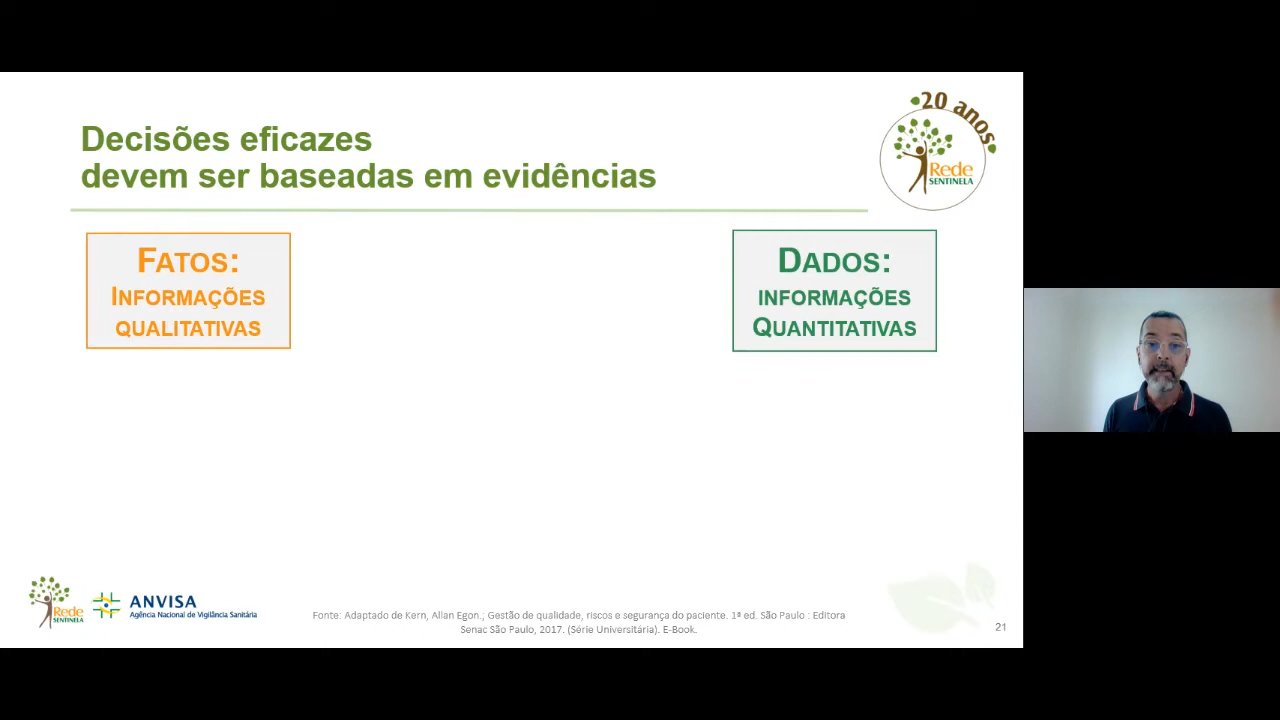 20 anos
Rede
SENTINELA
Decisões eficazes
devem ser baseadas em evidências
FATOS:
INFORMAÇÕES
QUALITATIVAS
DADOS:
INFORMAÇÕES
QUANTITATIVAS
Rede
SENTINELA
ANVISA
Agência Nacional de Vigilância Sanitária
Fonte: Adaptado de Kern, Allan Egon.; Gestão de qualidade, riscos e segurança do paciente. 1ª ed. São Paulo : Editora
Senac São Paulo, 2017. (Série Universitária). E-Book.
21